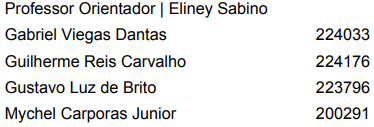 Professor Orientador | Eliney Sabino
Gabriel Viegas Dantas 224033
Guilherme Reis Carvalho 224176
Gustavo Luz de Brito 223796
Mychel Carporas Junior 200291